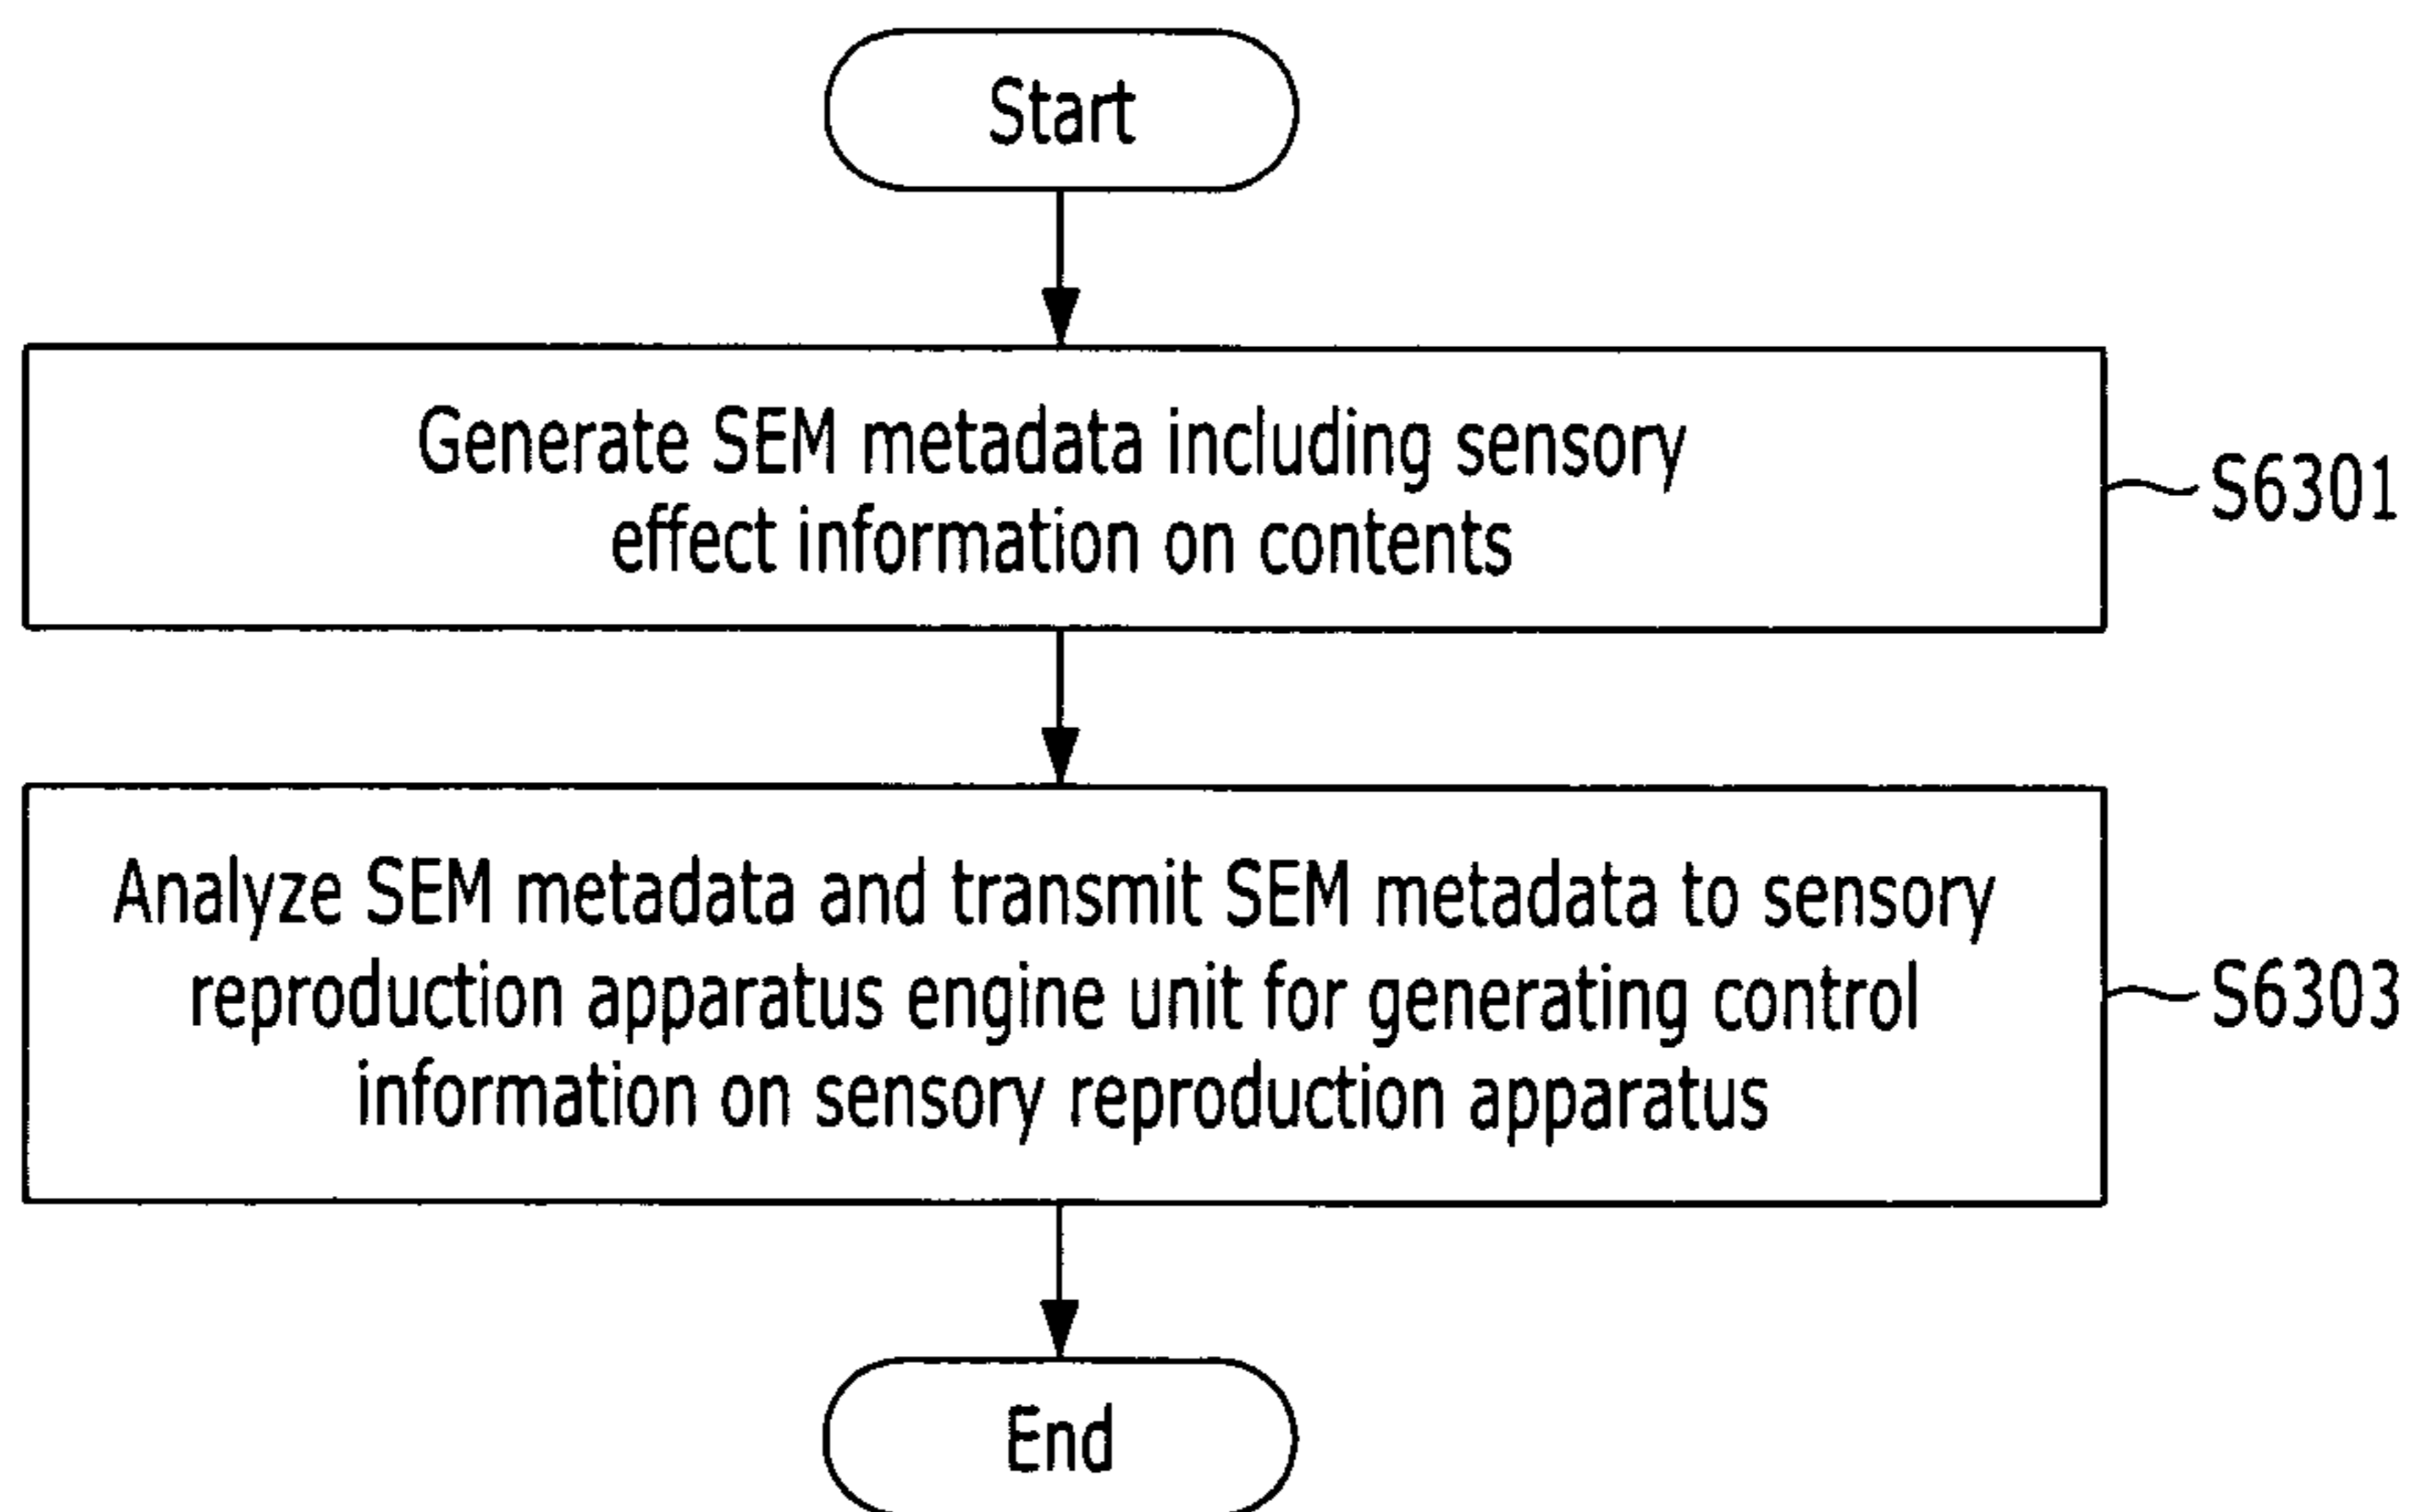 Start
Generate SEM metadata including sensory
effect information on contents
S6301
Analyze SEM metadata and transmit SEM metadata to sensory
reproduction apparatus engine unit for generating control
information on sensory reproduction apparatus
S6303
End